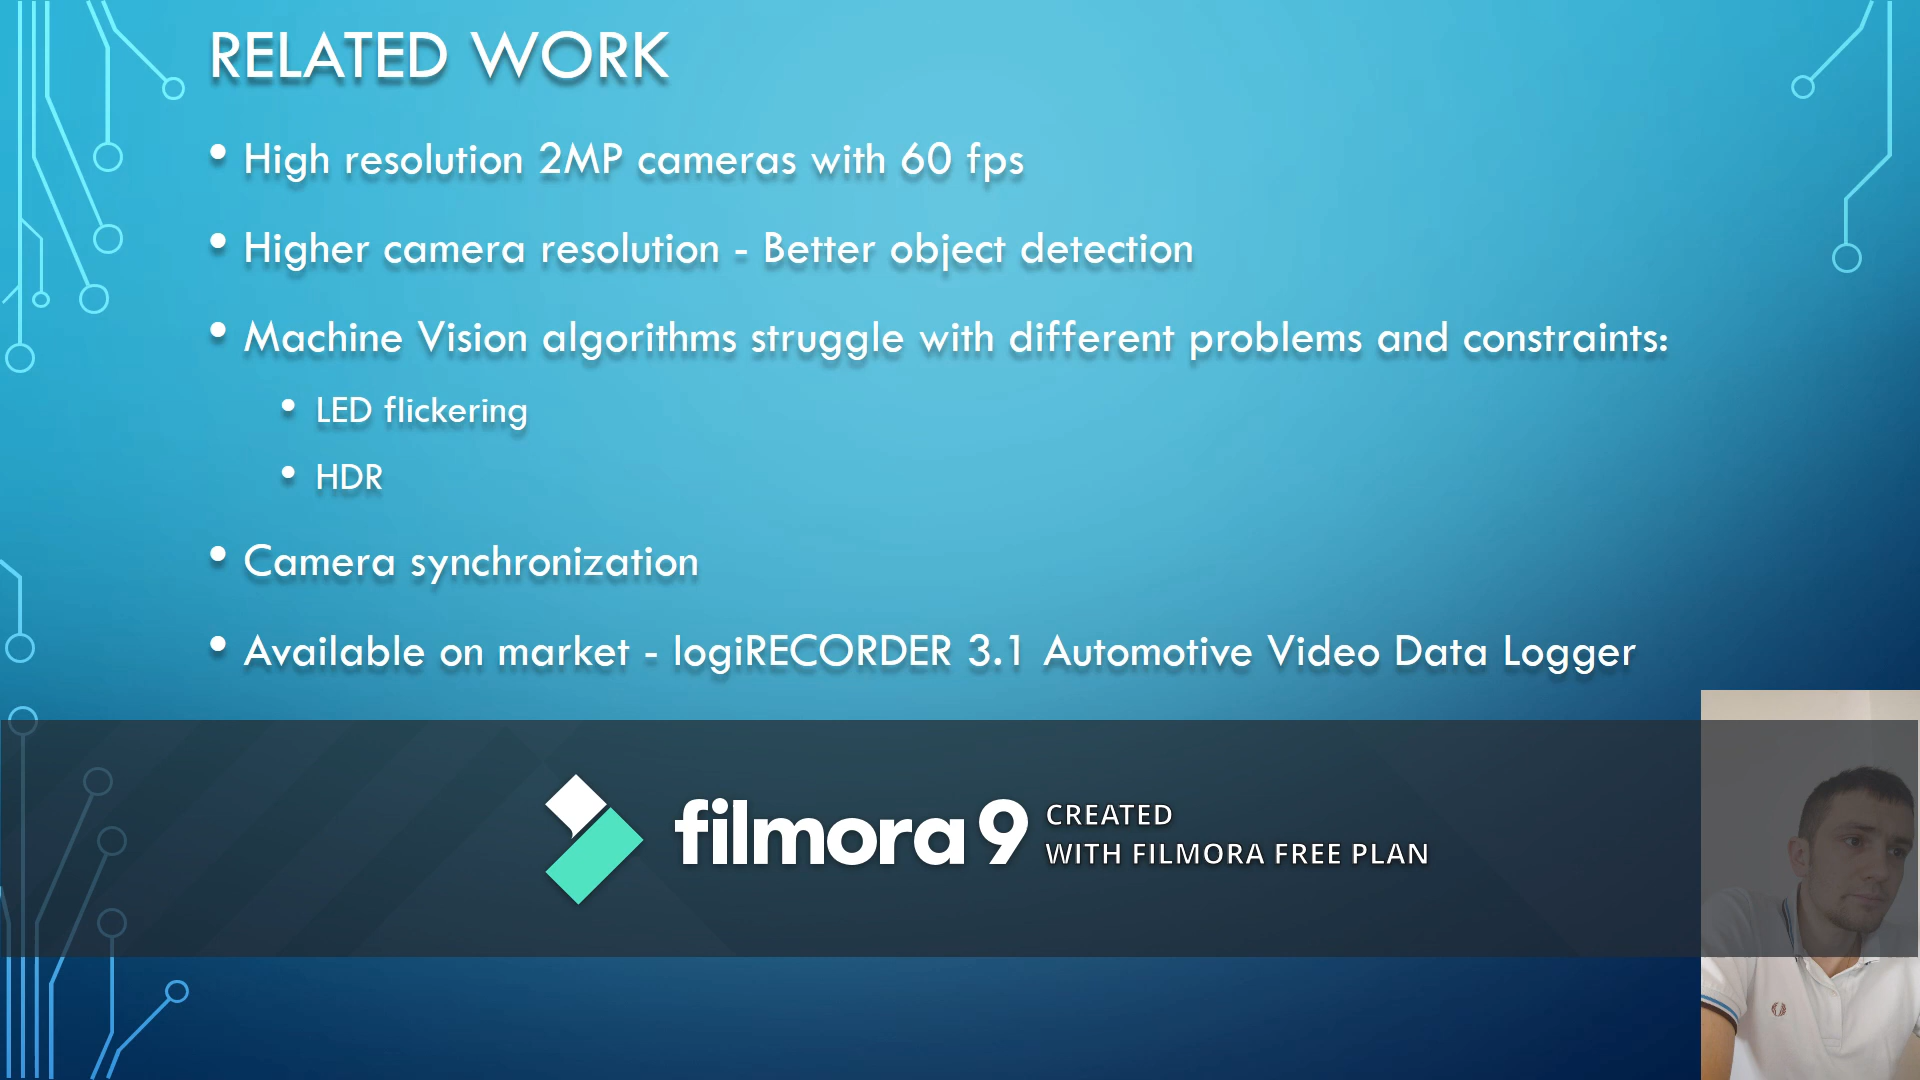 RELATED WORK
• High resolution 2MP cameras with 60 fps
• Higher camera resolution - Better object detection
• Machine Vision algorithms struggle with different problems and constraints:
• LED flickering
• HDR
• Camera synchronization
• Available on market - logiRECORDER 3.1 Automotive Video Data Logger
filmora 9
CREATED
WITH FILMORA FREE PLAN